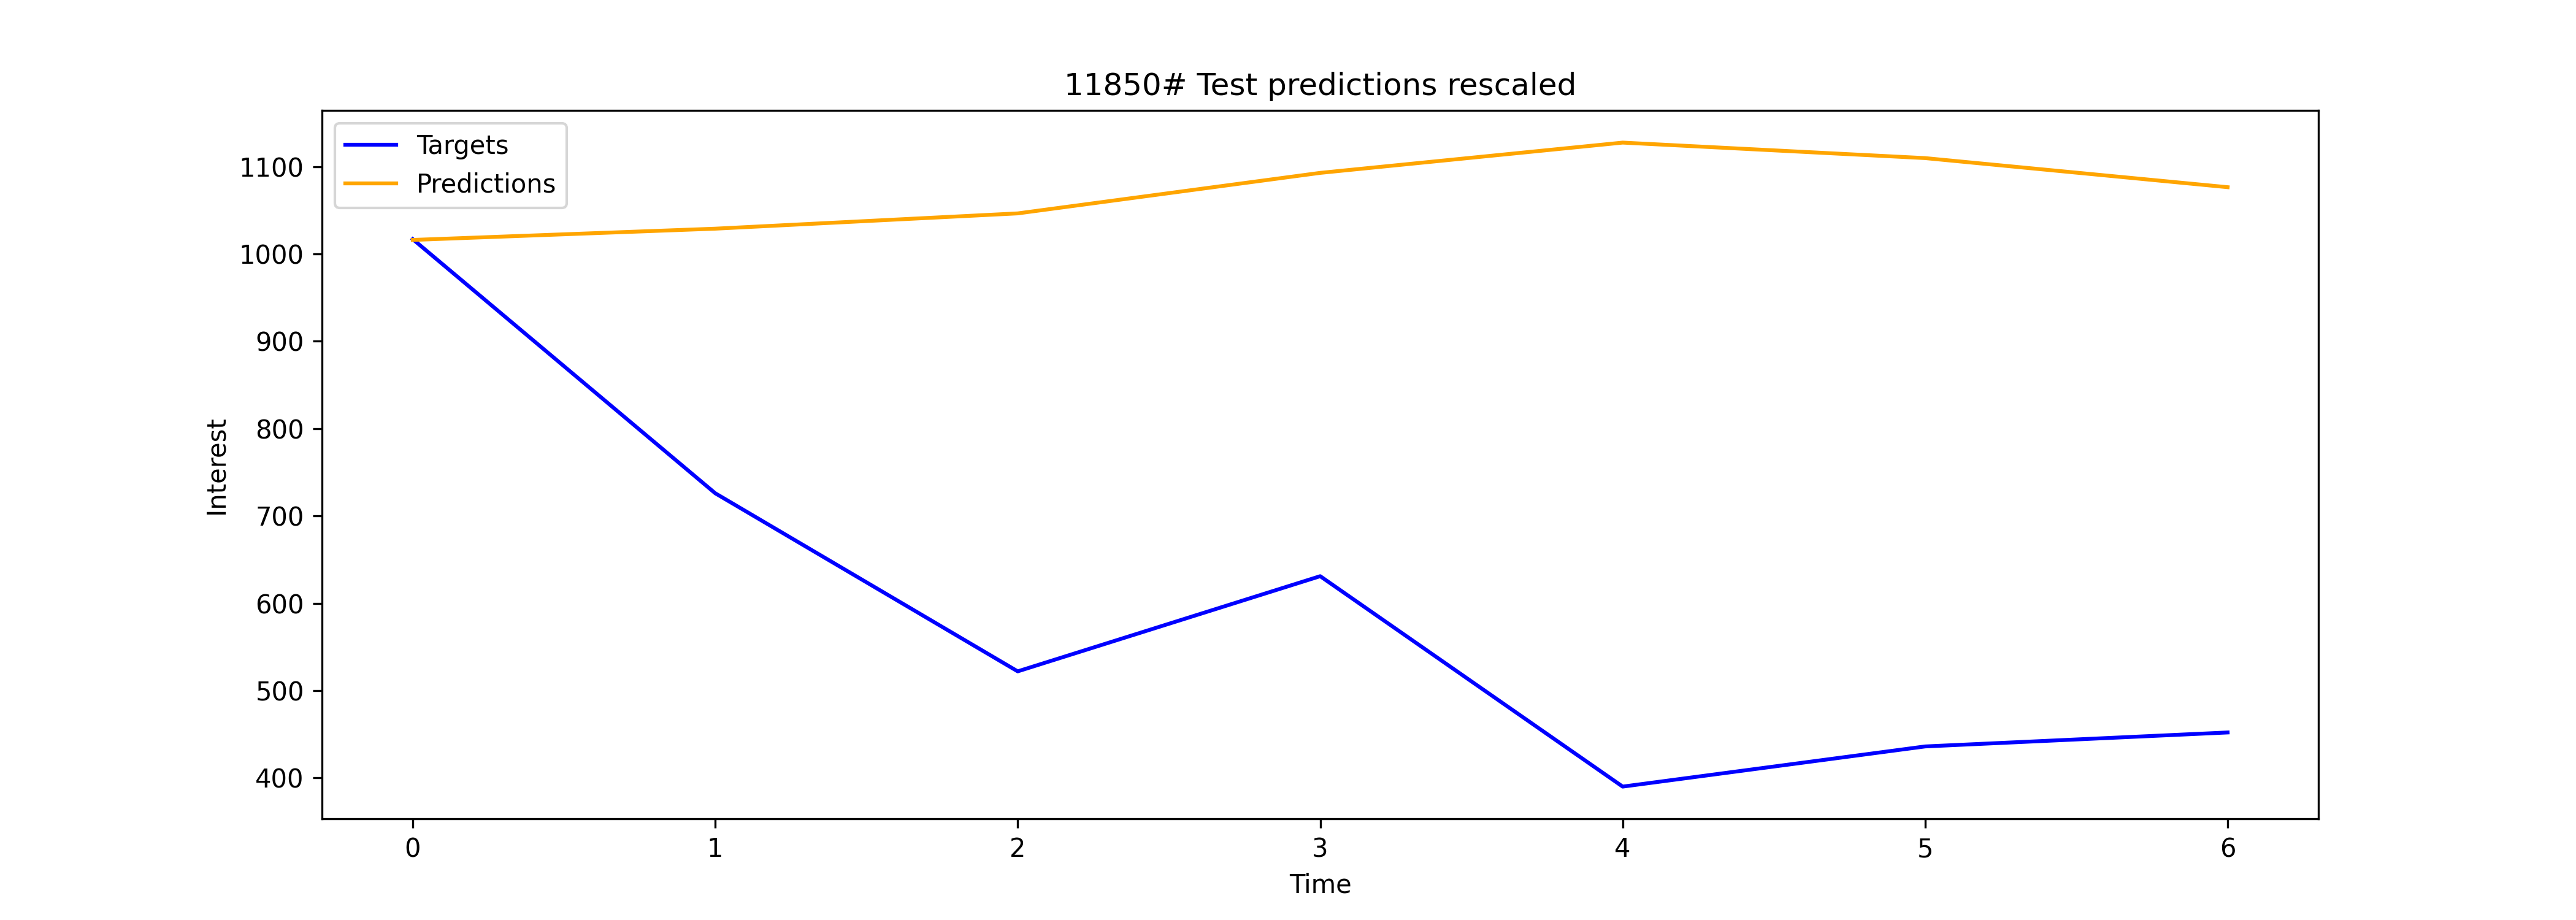 11850# Test predictions rescaled
Targets
Predictions
1100
1000
900
800
700
600
500
400
Interest
0 1 2 3 4 5 6
Time